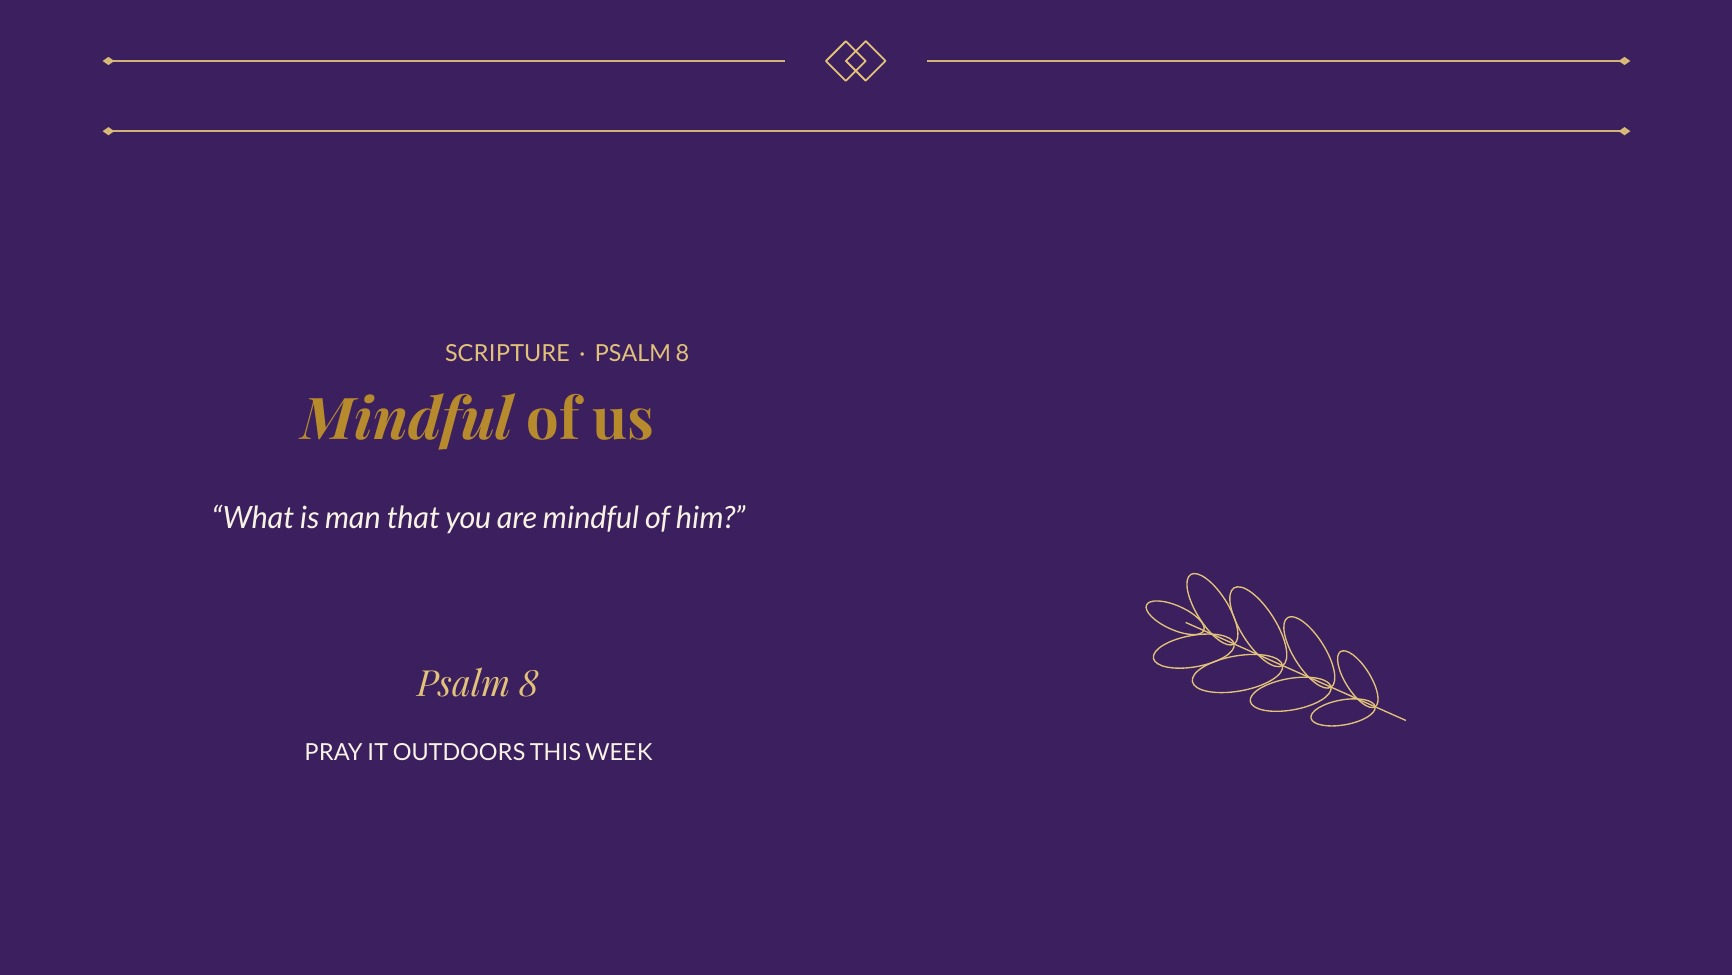 SCRIPTURE · PSALM 8
Mindful of us
“What is man that you are mindful of him?”
Psalm 8
PRAY IT OUTDOORS THIS WEEK